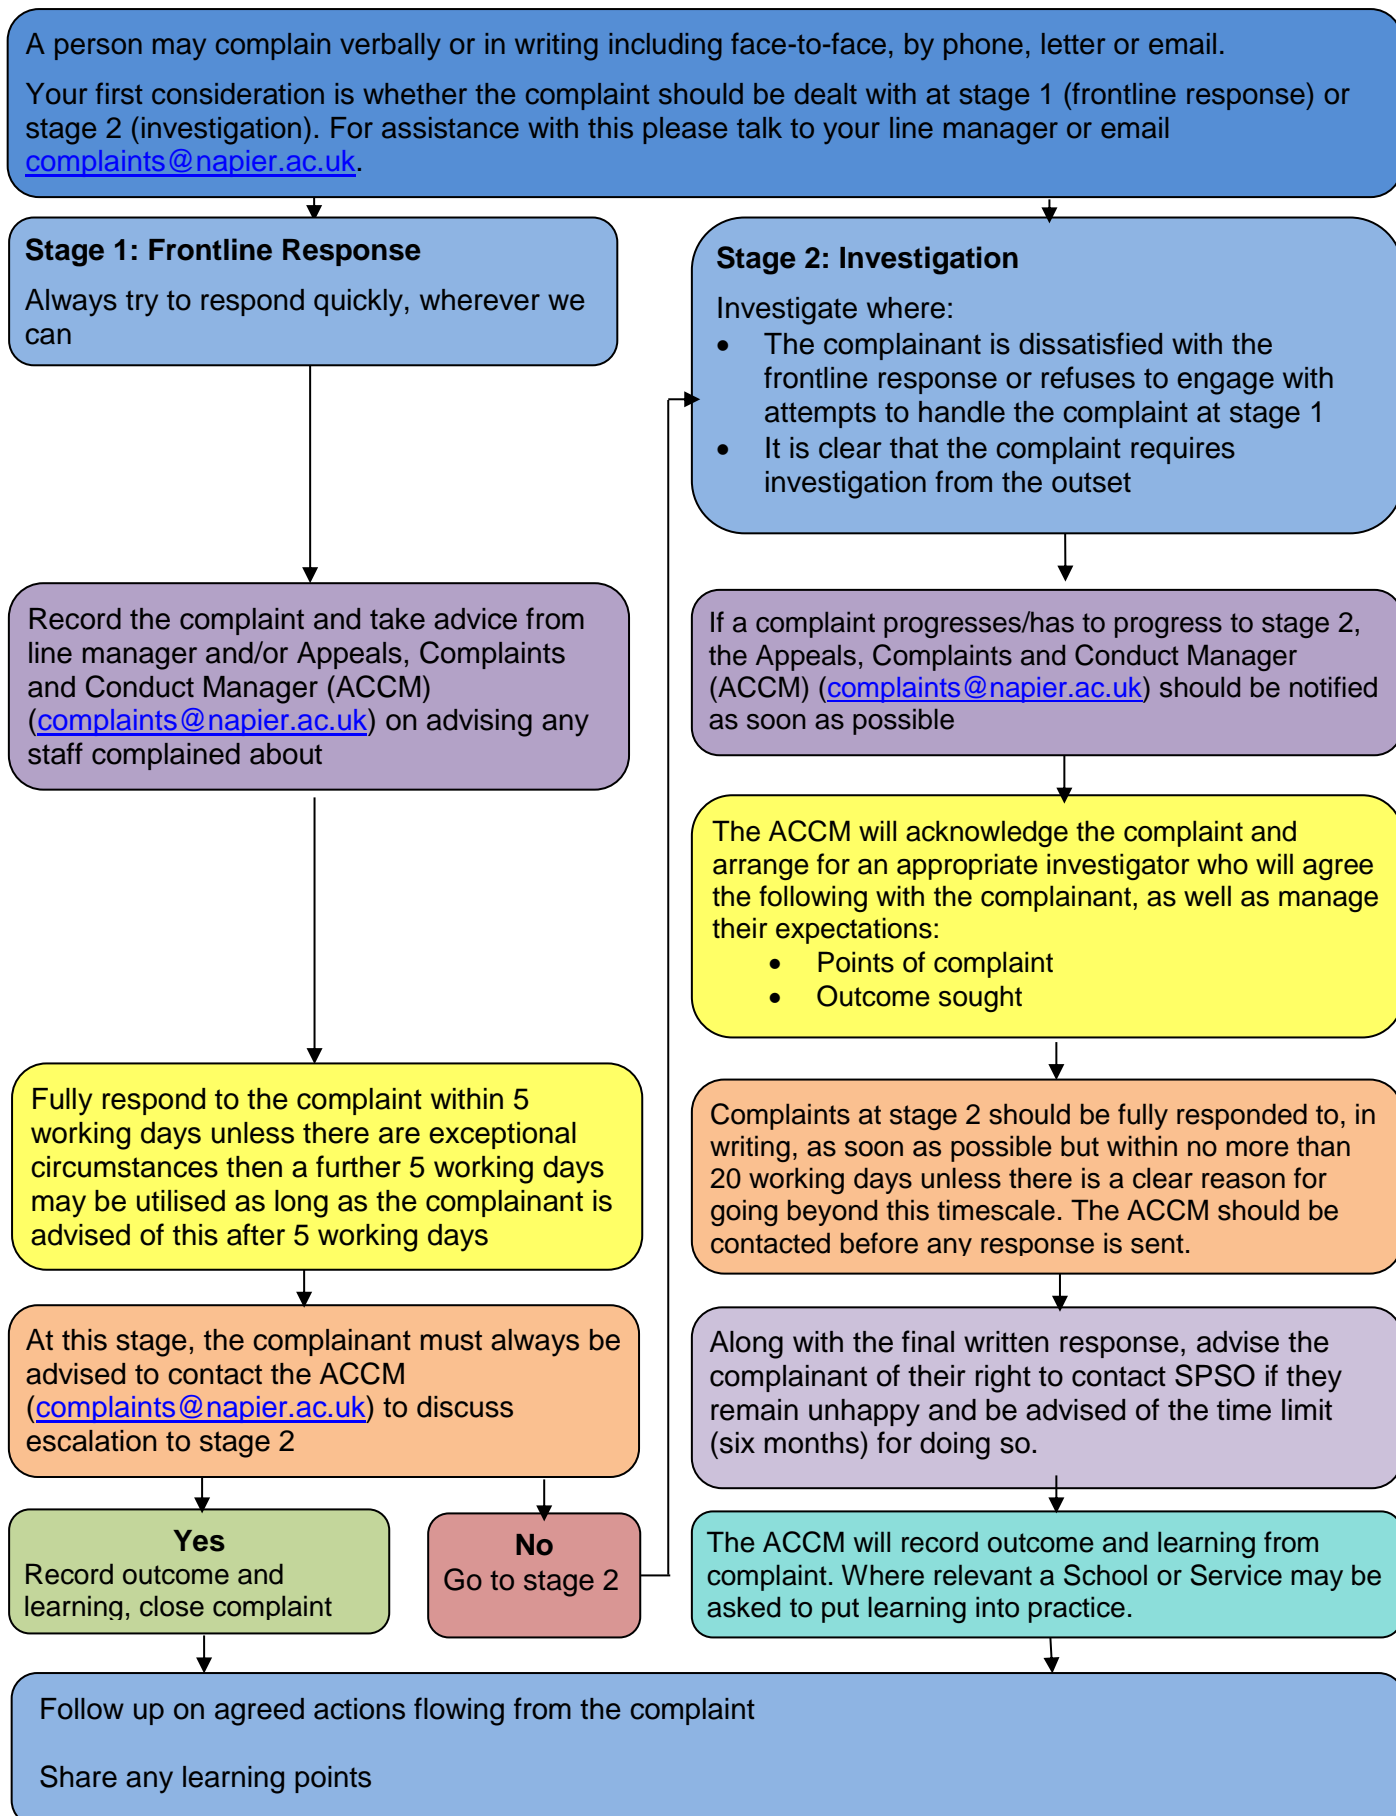 A person may complain verbally or in writing including face-to-face, by phone, letter or email.
Your first consideration is whether the complaint should be dealt with at stage 1 (frontline response) or
stage 2 (investigation). For assistance with this please talk to your line manager or email
complaints@napier.ac.uk.
Stage 1: Frontline Response
Always try to respond quickly, wherever we
can
Record the complaint and take advice from
line manager and/or Appeals, Complaints
and Conduct Manager (ACCM)
(complaints@napier.ac.uk) on advising any
staff complained about
Fully respond to the complaint within 5
working days unless there are exceptional
circumstances then a further 5 working days
may be utilised as long as the complainant is
advised of this after 5 working days
At this stage, the complainant must always be
advised to contact the ACCM
(complaints@napier.ac.uk) to discuss
escalation to stage 2
Yes
Record outcome and
learning, close complaint
No
Go to stage 2
Stage 2: Investigation
Investigate where:
• The complainant is dissatisfied with the
frontline response or refuses to engage with
attempts to handle the complaint at stage 1
• It is clear that the complaint requires
investigation from the outset
If a complaint progresses/has to progress to stage 2,
the Appeals, Complaints and Conduct Manager
(ACCM) (complaints@napier.ac.uk) should be notified
as soon as possible
The ACCM will acknowledge the complaint and
arrange for an appropriate investigator who will agree
the following with the complainant, as well as manage
their expectations:
• Points of complaint
• Outcome sought
Complaints at stage 2 should be fully responded to, in
writing, as soon as possible but within no more than
20 working days unless there is a clear reason for
going beyond this timescale. The ACCM should be
contacted before any response is sent.
Along with the final written response, advise the
complainant of their right to contact SPSO if they
remain unhappy and be advised of the time limit
(six months) for doing so.
The ACCM will record outcome and learning from
complaint. Where relevant a School or Service may be
asked to put learning into practice.
Follow up on agreed actions flowing from the complaint
Share any learning points